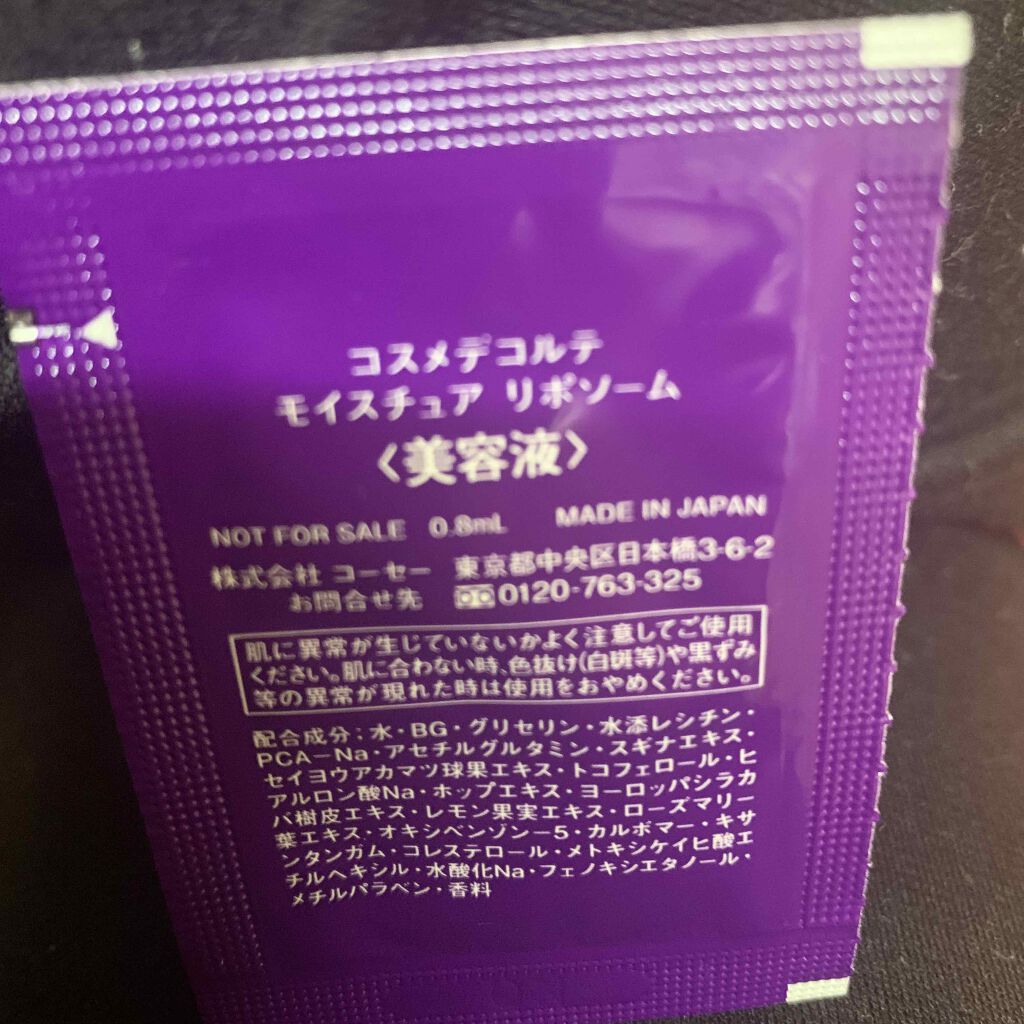 コスメデコルテ
モイスチュア リポソーム
〈美容液〉
NOT FOR SALE 0.8mL MADE IN JAPAN
株式会社 コーセー 東京都中央区日本橋3-6-2
お問合せ先 0120-763-325
肌に異常が生じていないかよく注意してご使用
ください。肌に合わない時、色抜け(白斑等)や黒ずみ
等の異常が現れた時は使用をおやめください。
配合成分：水・BG・グリセリン・水添レシチン・
PCA－Na・アセチルグルタミン・スギナエキス・
セイヨウアカマツ球果エキス・トコフェロール・ヒ
アルロン酸Na・ホップエキス・ヨーロッパシラカ
バ樹皮エキス・レモン果実エキス・ローズマリー
葉エキス・オキシベンゾン－5・カルボマー・キサ
ンタンガム・コレステロール・メトキシケイヒ酸エ
チルヘキシル・水酸化Na・フェノキシエタノール・
メチルパラベン・香料